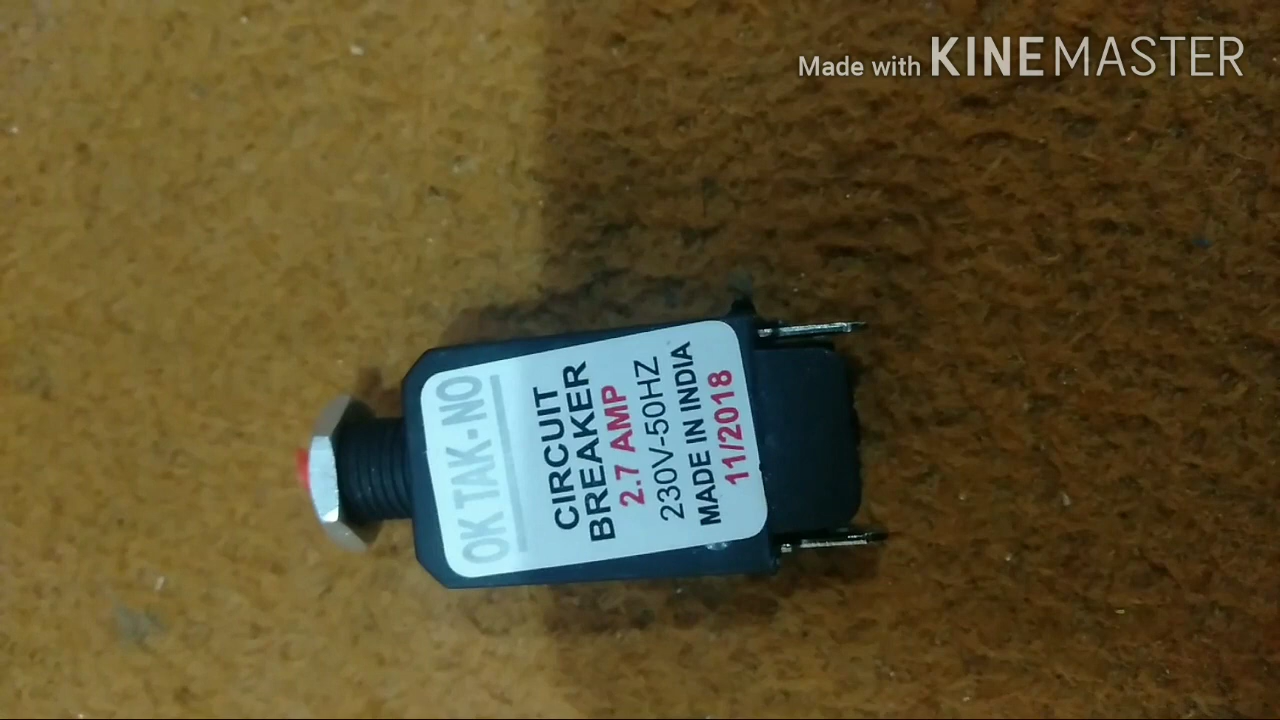 Made with KINEMASTER
OK TAK-NO
CIRCUIT
BREAKER
2.7 AMP
230V-50HZ
MADE IN INDIA
11/2018